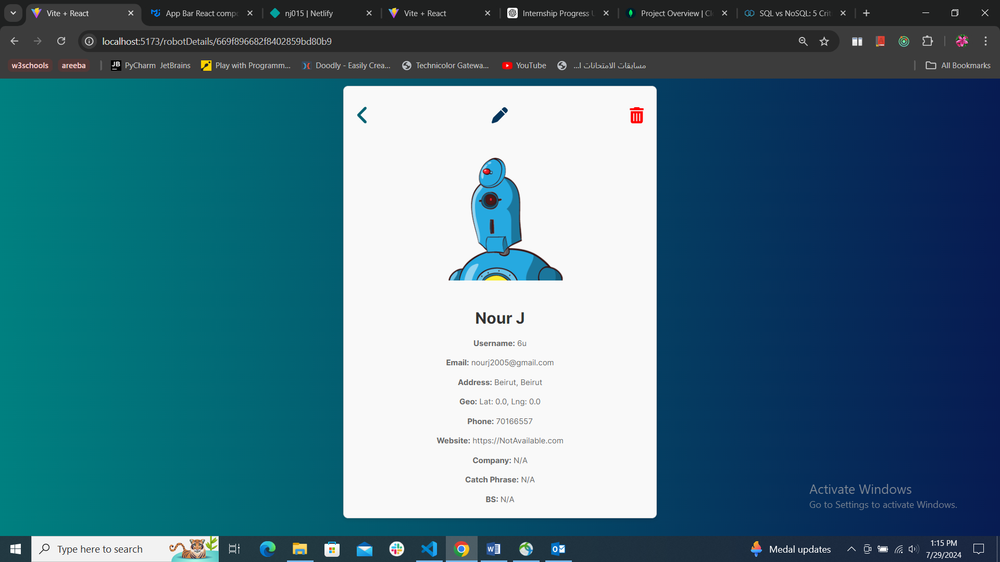 Vite + React
App Bar React compo
nj015 | Netlify
Vite + React
Internship Progress U
Project Overview | Cl
SQL vs NoSQL: 5 Crit
localhost:5173/robotDetails/669f896682f8402859bd80b9
w3schools
areeba
JB
PyCharm JetBrains
Play with Programm...
Doodly - Easily Crea...
Technicolor Gatewa...
YouTube
مسابقات الامتحانات ا...
All Bookmarks
Nour J
Username: 6u
Email: nourj2005@gmail.com
Address: Beirut, Beirut
Geo: Lat: 0.0, Lng: 0.0
Phone: 70166557
Website: https://NotAvailable.com
Company: N/A
Catch Phrase: N/A
BS: N/A
Activate Windows
Go to Settings to activate Windows.
Type here to search
Medal updates
1:15 PM
7/29/2024